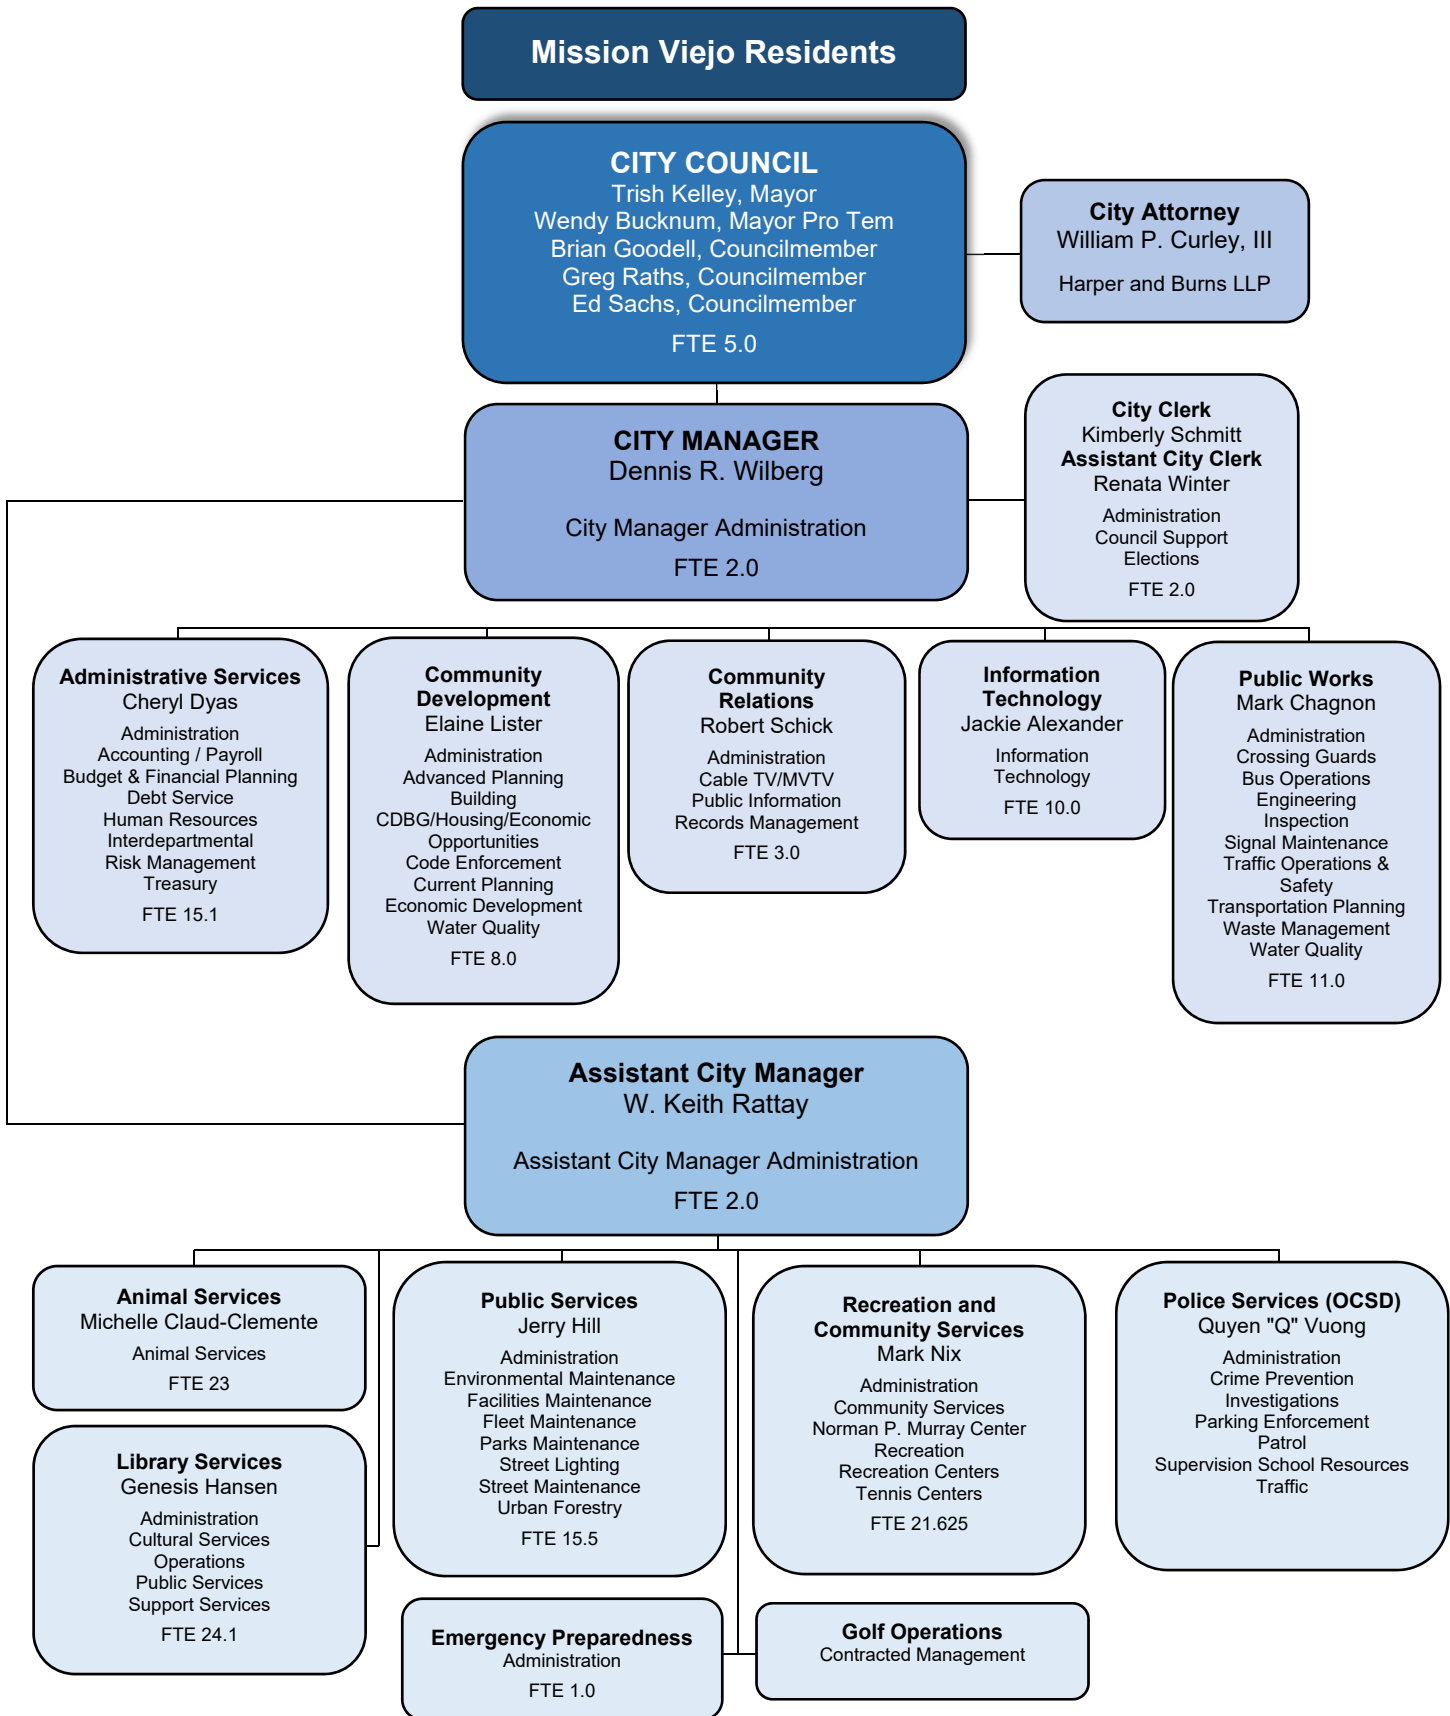 Mission Viejo Residents
CITY COUNCIL
Trish Kelley, Mayor
Wendy Bucknum, Mayor Pro Tem
Brian Goodell, Councilmember
Greg Raths, Councilmember
Ed Sachs, Councilmember
FTE 5.0
City Attorney
William P. Curley, III
Harper and Burns LLP
CITY MANAGER
Dennis R. Wilberg
City Manager Administration
FTE 2.0
City Clerk
Kimberly Schmitt
Assistant City Clerk
Renata Winter
Administration
Council Support
Elections
FTE 2.0
Administrative Services
Cheryl Dyas
Administration
Accounting / Payroll
Budget & Financial Planning
Debt Service
Human Resources
Interdepartmental
Risk Management
Treasury
FTE 15.1
Community
Development
Elaine Lister
Administration
Advanced Planning
Building
CDBG/Housing/Economic
Opportunities
Code Enforcement
Current Planning
Economic Development
Water Quality
FTE 8.0
Community
Relations
Robert Schick
Administration
Cable TV/MVTV
Public Information
Records Management
FTE 3.0
Information
Technology
Jackie Alexander
Information
Technology
FTE 10.0
Public Works
Mark Chagnon
Administration
Crossing Guards
Bus Operations
Engineering
Inspection
Signal Maintenance
Traffic Operations &
Safety
Transportation Planning
Waste Management
Water Quality
FTE 11.0
Assistant City Manager
W. Keith Rattay
Assistant City Manager Administration
FTE 2.0
Animal Services
Michelle Claud-Clemente
Animal Services
FTE 23
Library Services
Genesis Hansen
Administration
Cultural Services
Operations
Public Services
Support Services
FTE 24.1
Public Services
Jerry Hill
Administration
Environmental Maintenance
Facilities Maintenance
Fleet Maintenance
Parks Maintenance
Street Lighting
Street Maintenance
Urban Forestry
FTE 15.5
Recreation and
Community Services
Mark Nix
Administration
Community Services
Norman P. Murray Center
Recreation
Recreation Centers
Tennis Centers
FTE 21.625
Police Services (OCSD)
Quyen "Q" Vuong
Administration
Crime Prevention
Investigations
Parking Enforcement
Patrol
Supervision School Resources
Traffic
Emergency Preparedness
Administration
FTE 1.0
Golf Operations
Contracted Management